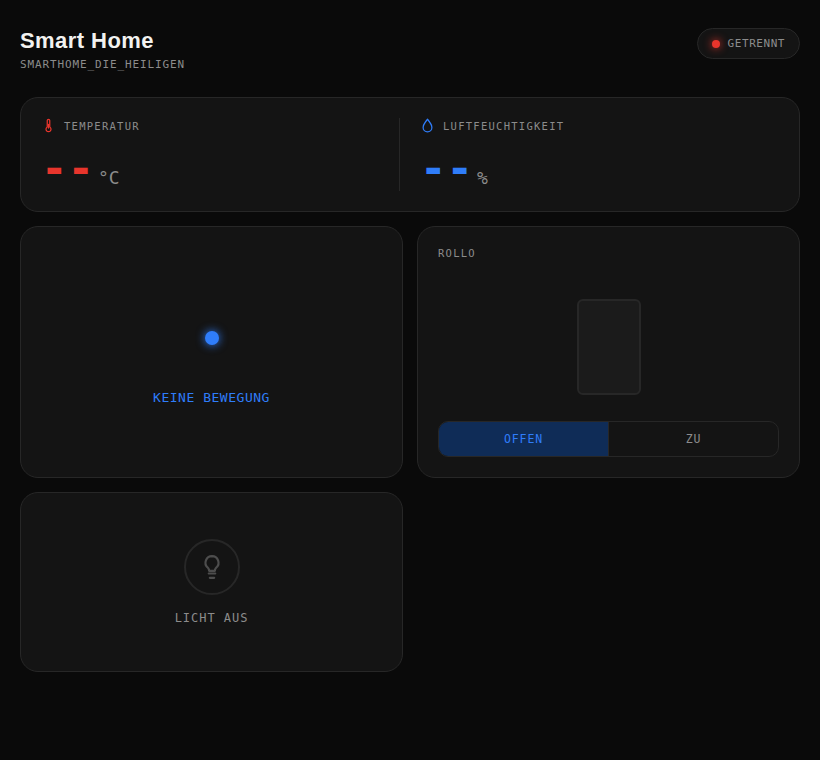 Smart Home
SMARTHOME_DIE_HEILIGEN
GETRENNT
TEMPERATUR
-- °C
LUFTFEUCHTIGKEIT
-- %
KEINE BEWEGUNG
ROLLO
OFFEN
ZU
LICHT AUS